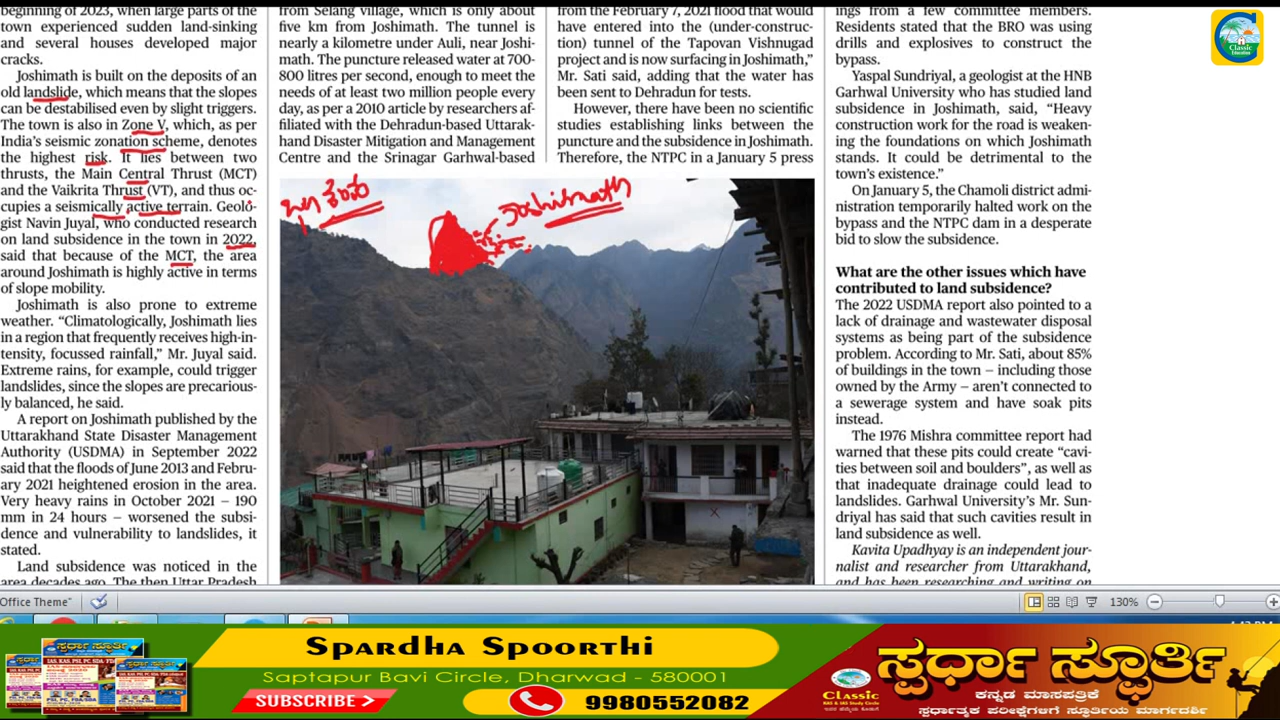 beginning of 2023, when large parts of the
town experienced sudden land-sinking
and several houses developed major
cracks.
Joshimath is built on the deposits of an
old landslide, which means that the slopes
can be destabilised even by slight triggers.
The town is also in Zone V, which, as per
India's seismic zonation scheme, denotes
the highest risk. It lies between two
thrusts, the Main Central Thrust (MCT)
and the Vaikrita Thrust (VT), and thus oc-
cupies a seismically active terrain. Geolo-
gist Navin Juyal, who conducted research
on land subsidence in the town in 2022,
said that because of the MCT, the area
around Joshimath is highly active in terms
of slope mobility.
Joshimath is also prone to extreme
weather. “Climatologically, Joshimath lies
in a region that frequently receives high-in-
tensity, focussed rainfall,” Mr. Juyal said.
Extreme rains, for example, could trigger
landslides, since the slopes are precarious-
ly balanced, he said.
A report on Joshimath published by the
Uttarakhand State Disaster Management
Authority (USDMA) in September 2022
said that the floods of June 2013 and Febru-
ary 2021 heightened erosion in the area.
Very heavy rains in October 2021 – 190
mm in 24 hours – worsened the subsi-
dence and vulnerability to landslides, it
stated.
Land subsidence was noticed in the
area decades ago. The then Uttar Pradesh
from Selang village, which is only about
five km from Joshimath. The tunnel is
nearly a kilometre under Auli, near Joshi-
math. The puncture released water at 700-
800 litres per second, enough to meet the
needs of at least two million people every
day, as per a 2010 article by researchers af-
filiated with the Dehradun-based Uttarak-
hand Disaster Mitigation and Management
Centre and the Srinagar Garhwal-based
from the February 7, 2021 flood that would
have entered into the (under-construc-
tion) tunnel of the Tapovan Vishnugad
project and is now surfacing in Joshimath,”
Mr. Sati said, adding that the water has
been sent to Dehradun for tests.
However, there have been no scientific
studies establishing links between the
puncture and the subsidence in Joshimath.
Therefore, the NTPC in a January 5 press
Joshimath
ings from a few committee members.
Residents stated that the BRO was using
drills and explosives to construct the
bypass.
Yaspal Sundriyal, a geologist at the HNB
Garhwal University who has studied land
subsidence in Joshimath, said, “Heavy
construction work for the road is weaken-
ing the foundations on which Joshimath
stands. It could be detrimental to the
town's existence.”
On January 5, the Chamoli district admi-
nistration temporarily halted work on the
bypass and the NTPC dam in a desperate
bid to slow the subsidence.
What are the other issues which have
contributed to land subsidence?
The 2022 USDMA report also pointed to a
lack of drainage and wastewater disposal
systems as being part of the subsidence
problem. According to Mr. Sati, about 85%
of buildings in the town – including those
owned by the Army – aren't connected to
a sewerage system and have soak pits
instead.
The 1976 Mishra committee report had
warned that these pits could create “cavi-
ties between soil and boulders”, as well as
that inadequate drainage could lead to
landslides. Garhwal University's Mr. Sun-
driyal has said that such cavities result in
land subsidence as well.
Kavita Upadhyay is an independent jour-
nalist and researcher from Uttarakhand,
and has been researching and writing on
Classic
Education
Office Theme"
130%
Spardha Spoorthi
Saptapur Bavi Circle, Dharwad - 580001
SUBSCRIBE
9980552082
ಸ್ಪರ್ಧಾ ಸ್ಫೂರ್ತಿ
ಕನ್ನಡ ಮಾಸಪತ್ರಿಕೆ
ಸ್ಪರ್ಧಾತ್ಮಕ ಪರೀಕ್ಷೆಗಳಿಗೆ ಸ್ಫೂರ್ತಿಯ ಮಾರ್ಗದರ್ಶಿ
Classic
KAS & IAS Study Circle